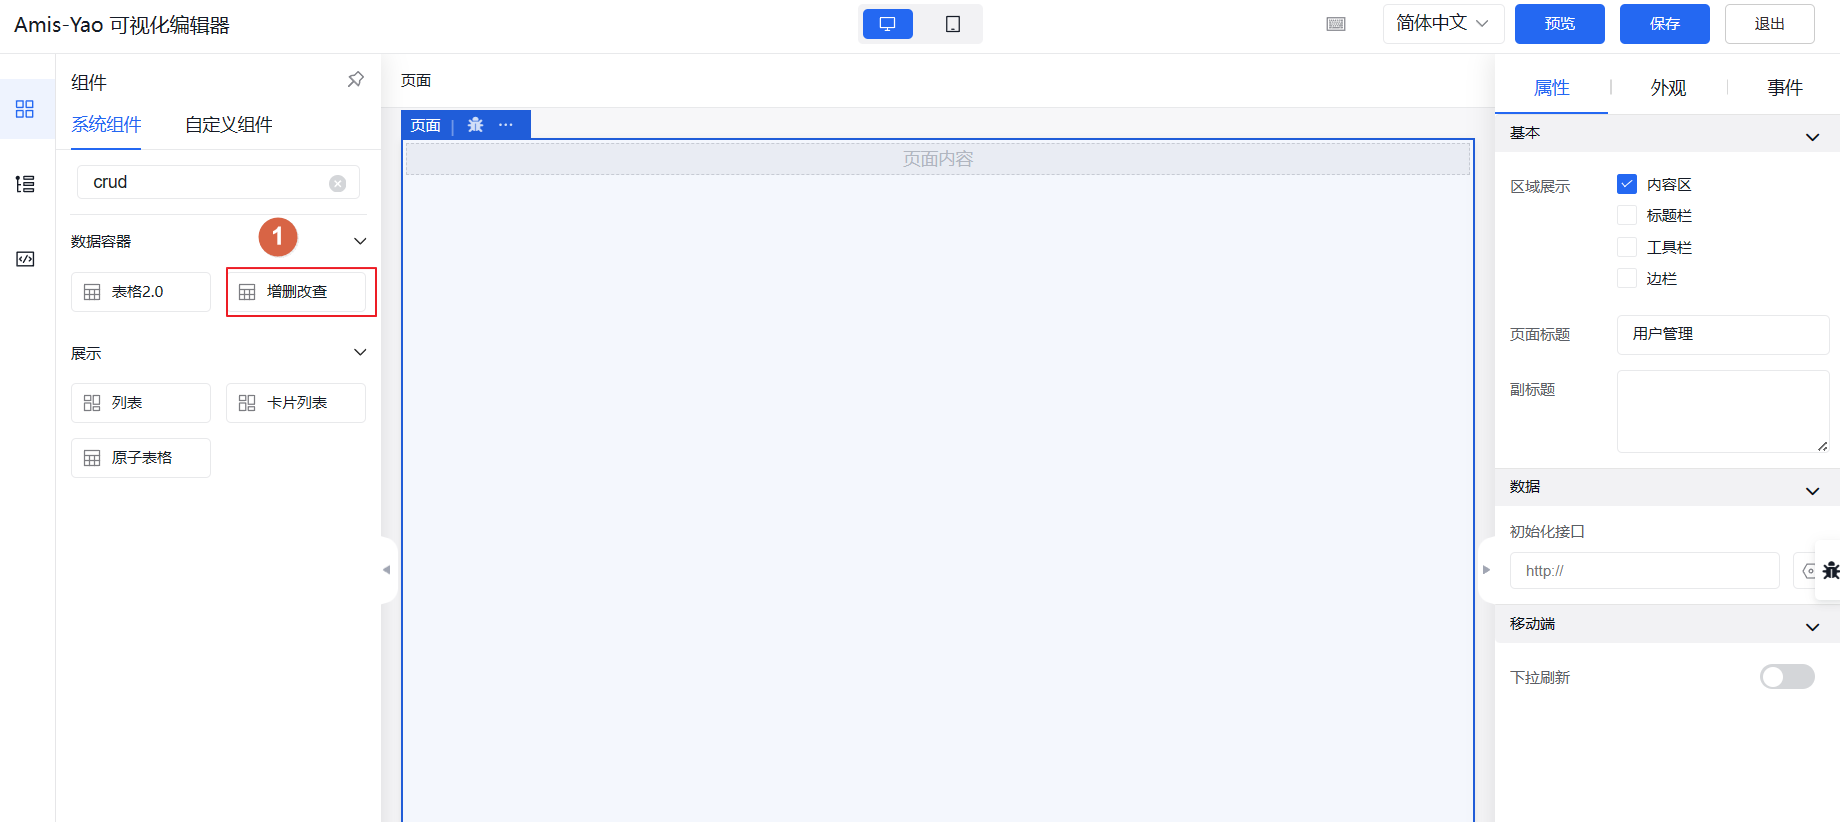 Amis-Yao 可视化编辑器
简体中文
预览
保存
退出
组件
系统组件
自定义组件
crud
数据容器
1
表格2.0
增删改查
展示
列表
卡片列表
原子表格
页面
页面
页面内容
属性
外观
事件
基本
区域展示
内容区
标题栏
工具栏
边栏
页面标题
用户管理
副标题
数据
初始化接口
http://
移动端
下拉刷新